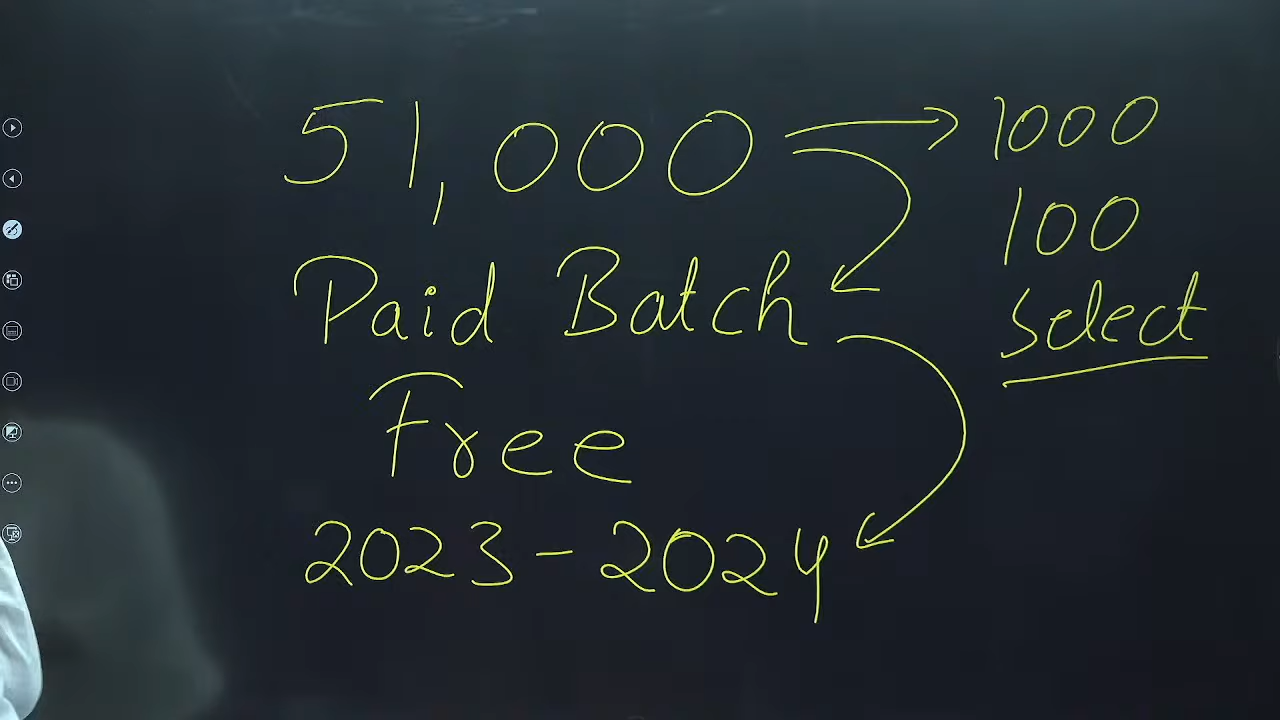 51,000 → 1000
100
Paid Batch
select
Free
2023-2024